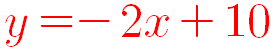 y = − 2x + 10